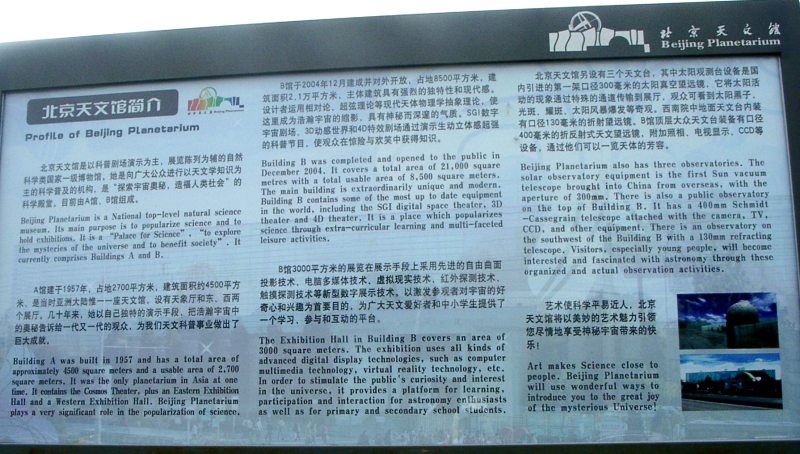 北京天文馆
Beijing Planetarium
北京天文馆简介
Profile of Beijing Planetarium
北京天文馆是以科普剧场演示为主，展览陈列为辅的自然
科学类国家一级博物馆，她是向广大公众进行以天文学知识为
主的科学普及的机构，是“探索宇宙奥秘，造福人类社会”的
科学殿堂。目前由A馆、B馆组成。
Beijing Planetarium is a National top-level natural science
museum. Its main purpose is to popularize science and to
hold exhibitions. It is a “Palace for Science”, “to explore
the mysteries of the universe and to benefit society”. It
currently comprises Buildings A and B.
A馆建于1957年，占地2700平方米，建筑面积约4500平方
米，是当时亚洲大陆惟一一座天文馆。设有天象厅和东、西两
个展厅。几十年来，她以自己独特的演示手段，把浩瀚宇宙中
的奥秘告诉给一代又一代的观众，为我们天文科普事业做出了
巨大成就。
Building A was built in 1957 and has a total area of
approximately 4500 square meters and a usable area of 2,700
square meters. It was the only planetarium in Asia at one
time. It contains the Cosmos Theater, plus an Eastern Exhibition
Hall and a Western Exhibition Hall. Beijing Planetarium
plays a very significant role in the popularization of science.
B馆于2004年12月建成并对外开放，占地8500平方米，建
筑面积2.1万平方米，主体建筑具有强烈的独特性和现代感。
设计者运用相对论、超弦理论等现代天体物理学抽象理论，使
这里成为浩瀚宇宙的缩影，具有神秘而深邃的气质。SGI数字
宇宙剧场、3D动感世界和4D特效剧场通过演示生动立体感超强
的科普节目，使观众在惊险与欢笑中获得知识。
Building B was completed and opened to the public in
December 2004. It covers a total area of 21,000 square
metres with a total usable area of 8,500 square meters.
The main building is extraordinarily unique and modern.
Building B contains some of the most up to date equipment
in the world, including the SGI digital space theater, 3D
theater and 4D theater. It is a place which popularizes
science through extra-curricular learning and multi-faceted
leisure activities.
B馆3000平方米的展览在展示手段上采用先进的自由曲面
投影技术、电脑多媒体技术、虚拟现实技术、红外探测技术、
触摸探测技术等新型数字展示技术。以激发参观者对宇宙的好
奇心和兴趣为首要目的，为广大天文爱好者和中小学生提供了
一个学习、参与和互动的平台。
The Exhibition Hall in Building B covers an area of
3000 square meters. The exhibition uses all kinds of
advanced digital display technologies, such as computer
multimedia technology, virtual reality technology, etc.
In order to stimulate the public's curiosity and interest
in the universe, it provides a platform for learning,
participation and interaction for astronomy enthusiasts
as well as for primary and secondary school students.
北京天文馆另设有三个天文台，其中太阳观测台设备是国
内引进的第一架口径300毫米的太阳真空望远镜，它将太阳活
动的现象通过特殊的通道传输到展厅，观众可看到太阳黑子、
光斑、耀斑、太阳风暴爆发等奇观。西南院中地面天文台内装
有口径130毫米的折射望远镜，B馆顶层大众天文台装备有口径
400毫米的折反射式天文望远镜，附加照相、电视显示，CCD等
设备，通过他们可以一览天体的芳容。
Beijing Planetarium also has three observatories. The
solar observatory equipment is the first Sun vacuum
telescope brought into China from overseas, with the
aperture of 300mm. There is also a public observatory
on the top of Building B. It has a 400mm Schmidt
-Cassegrain telescope attached with the camera, TV,
CCD, and other equipment. There is an observatory on
the southwest of the Building B with a 130mm refracting
telescope. Visitors, especially young people, will become
interested and fascinated with astronomy through these
organized and actual observation activities.
艺术使科学平易近人，北京
天文馆将以美妙的艺术魅力引领
您尽情地享受神秘宇宙带来的快
乐！
Art makes Science close to
people. Beijing Planetarium
will use wonderful ways to
introduce you to the great joy
of the mysterious Universe!